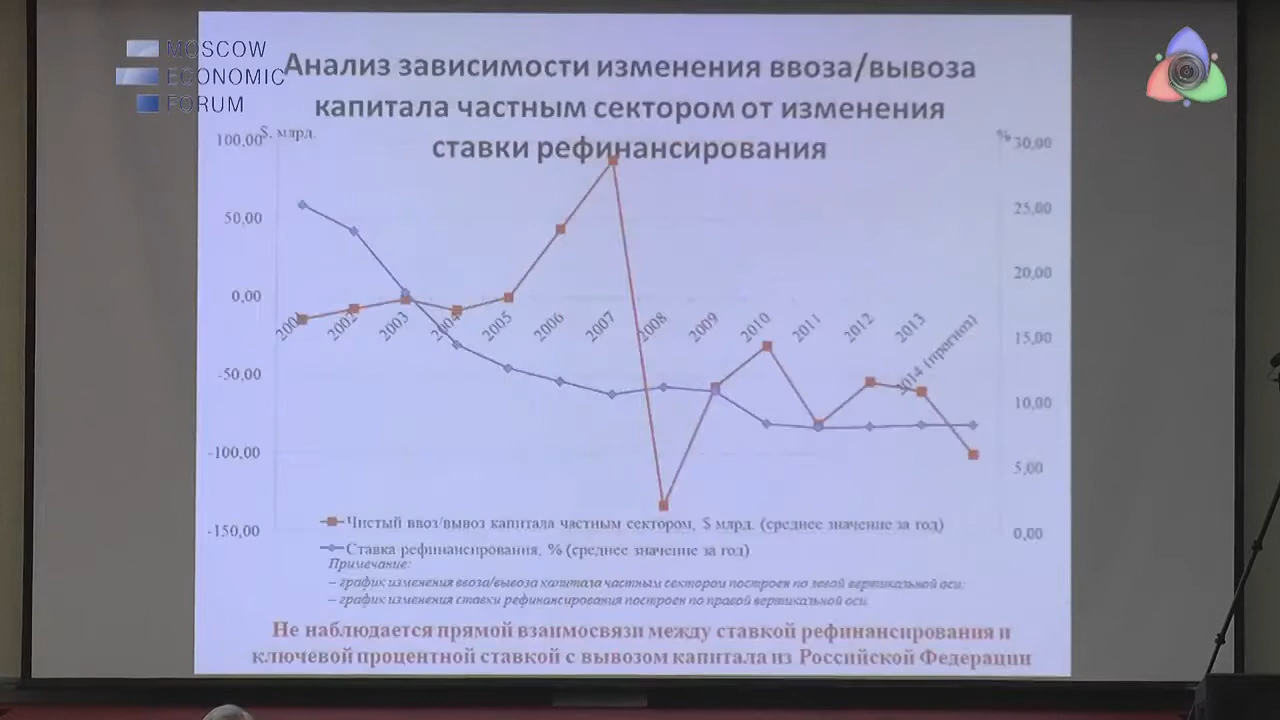 MOSCOW
ECONOMIC
FORUM
Анализ зависимости изменения ввоза/вывоза
капитала частным сектором от изменения
ставки рефинансирования
$. млрд.
%
100,00
50,00
0,00
-50,00
-100,00
-150,00
30,00
25,00
20,00
15,00
10,00
5,00
0,00
2001 2002 2003 2004 2005 2006 2007 2008 2009 2010 2011 2012 2013 2014 (прогноз)
Чистый ввоз/вывоз капитала частным сектором, $ млрд. (среднее значение за год)
Ставка рефинансирования, % (среднее значение за год)
Примечание:
– график изменения ввоза/вывоза капитала частным сектором построен по левой вертикальной оси;
– график изменения ставки рефинансирования построен по правой вертикальной оси.
Не наблюдается прямой взаимосвязи между ставкой рефинансирования и
ключевой процентной ставкой с вывозом капитала из Российской Федерации